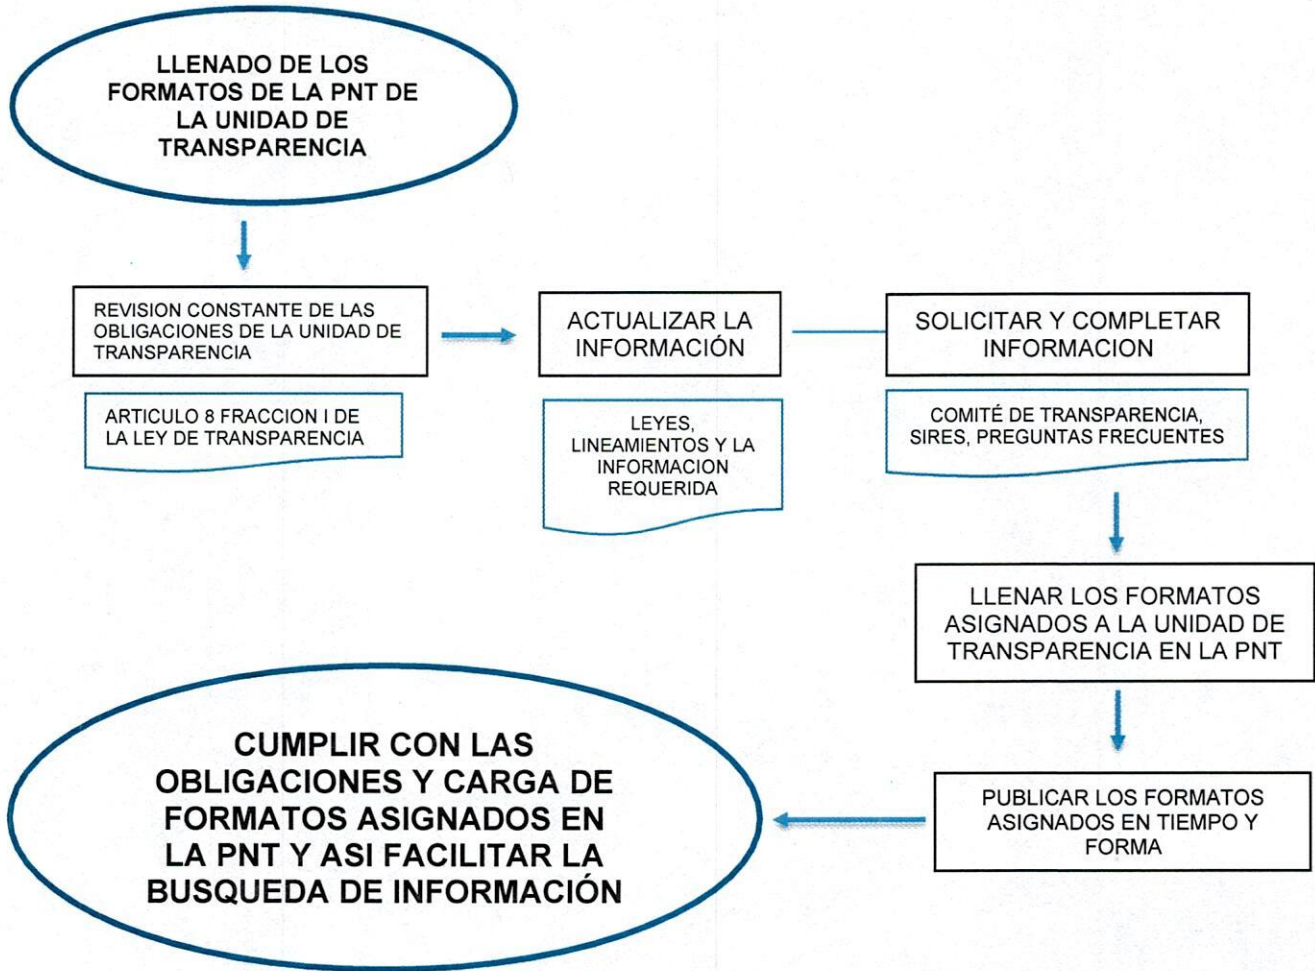 LLENADO DE LOS
FORMATOS DE LA PNT DE
LA UNIDAD DE
TRANSPARENCIA
REVISION CONSTANTE DE LAS
OBLIGACIONES DE LA UNIDAD DE
TRANSPARENCIA
ARTICULO 8 FRACCION I DE
LA LEY DE TRANSPARENCIA
ACTUALIZAR LA
INFORMACIÓN
LEYES,
LINEAMIENTOS Y LA
INFORMACION
REQUERIDA
SOLICITAR Y COMPLETAR
INFORMACION
COMITÉ DE TRANSPARENCIA,
SIRES, PREGUNTAS FRECUENTES
LLENAR LOS FORMATOS
ASIGNADOS A LA UNIDAD DE
TRANSPARENCIA EN LA PNT
PUBLICAR LOS FORMATOS
ASIGNADOS EN TIEMPO Y
FORMA
CUMPLIR CON LAS
OBLIGACIONES Y CARGA DE
FORMATOS ASIGNADOS EN
LA PNT Y ASI FACILITAR LA
BUSQUEDA DE INFORMACIÓN